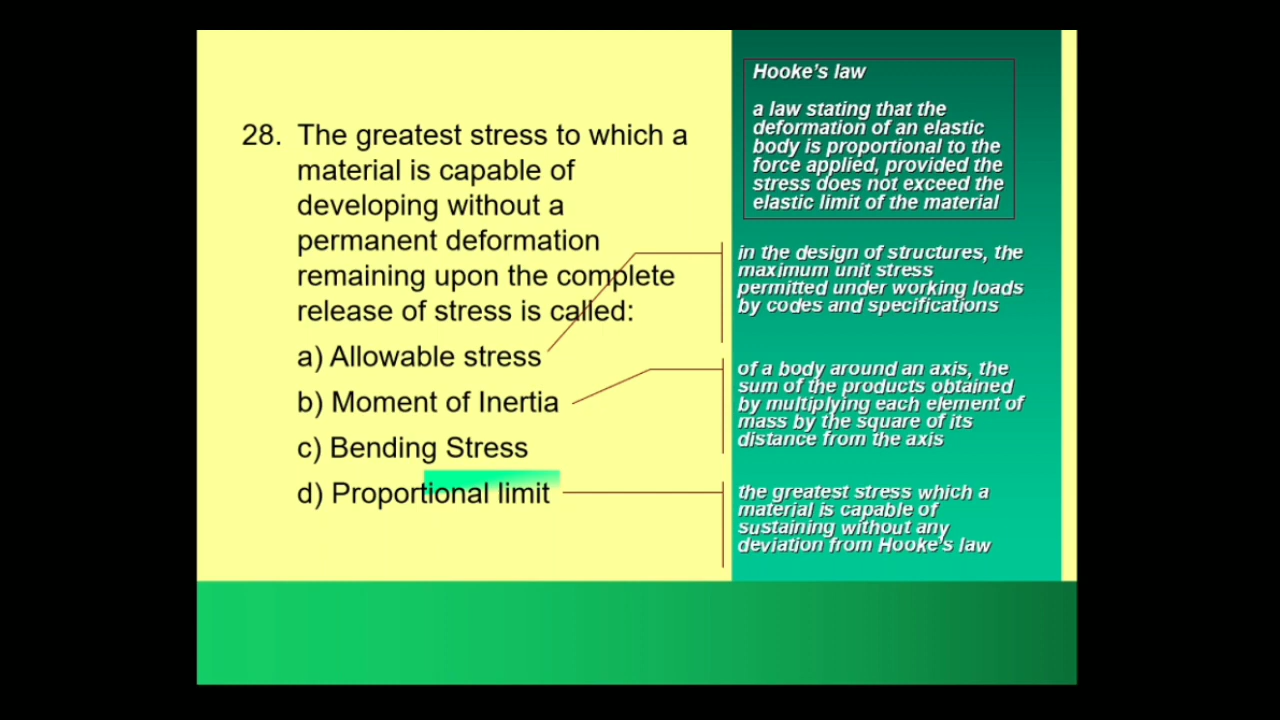 28. The greatest stress to which a
material is capable of
developing without a
permanent deformation
remaining upon the complete
release of stress is called:
a) Allowable stress
b) Moment of Inertia
c) Bending Stress
d) Proportional limit
Hooke's law
a law stating that the
deformation of an elastic
body is proportional to the
force applied, provided the
stress does not exceed the
elastic limit of the material
in the design of structures, the
maximum unit stress
permitted under working loads
by codes and specifications
of a body around an axis, the
sum of the products obtained
by multiplying each element of
mass by the square of its
distance from the axis
the greatest stress which a
material is capable of
sustaining without any
deviation from Hooke's law